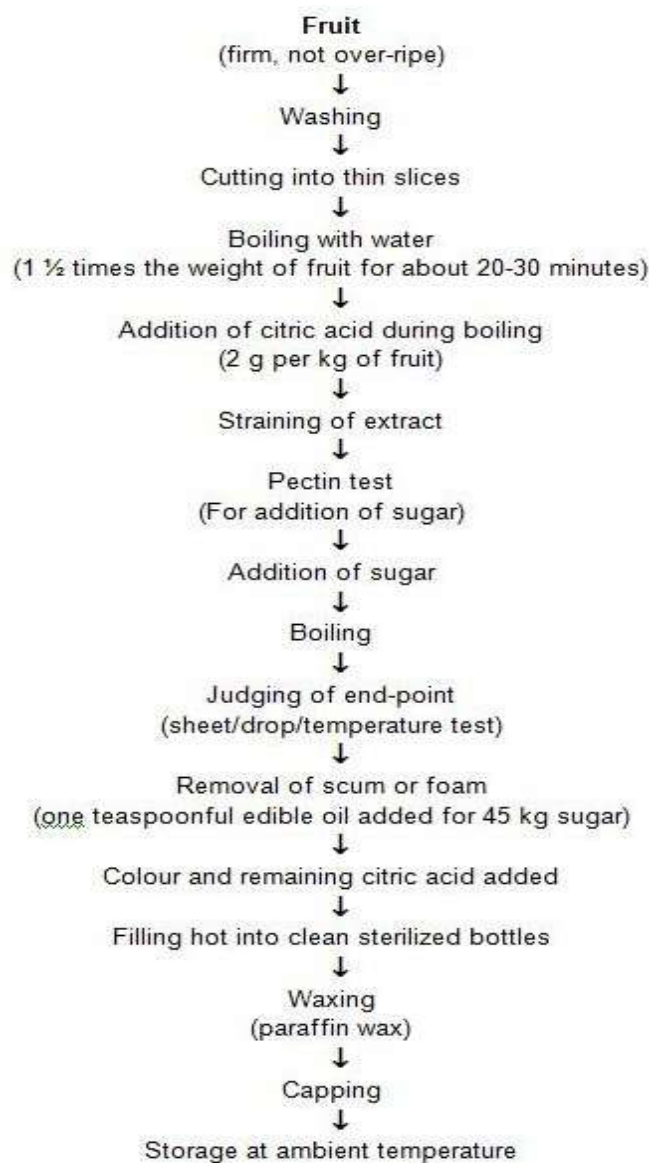 Fruit
(firm, not over-ripe)
↓
Washing
↓
Cutting into thin slices
↓
Boiling with water
(1 ½ times the weight of fruit for about 20-30 minutes)
↓
Addition of citric acid during boiling
(2 g per kg of fruit)
↓
Straining of extract
↓
Pectin test
(For addition of sugar)
↓
Addition of sugar
↓
Boiling
↓
Judging of end-point
(sheet/drop/temperature test)
↓
Removal of scum or foam
(one teaspoonful edible oil added for 45 kg sugar)
↓
Colour and remaining citric acid added
↓
Filling hot into clean sterilized bottles
↓
Waxing
(paraffin wax)
↓
Capping
↓
Storage at ambient temperature